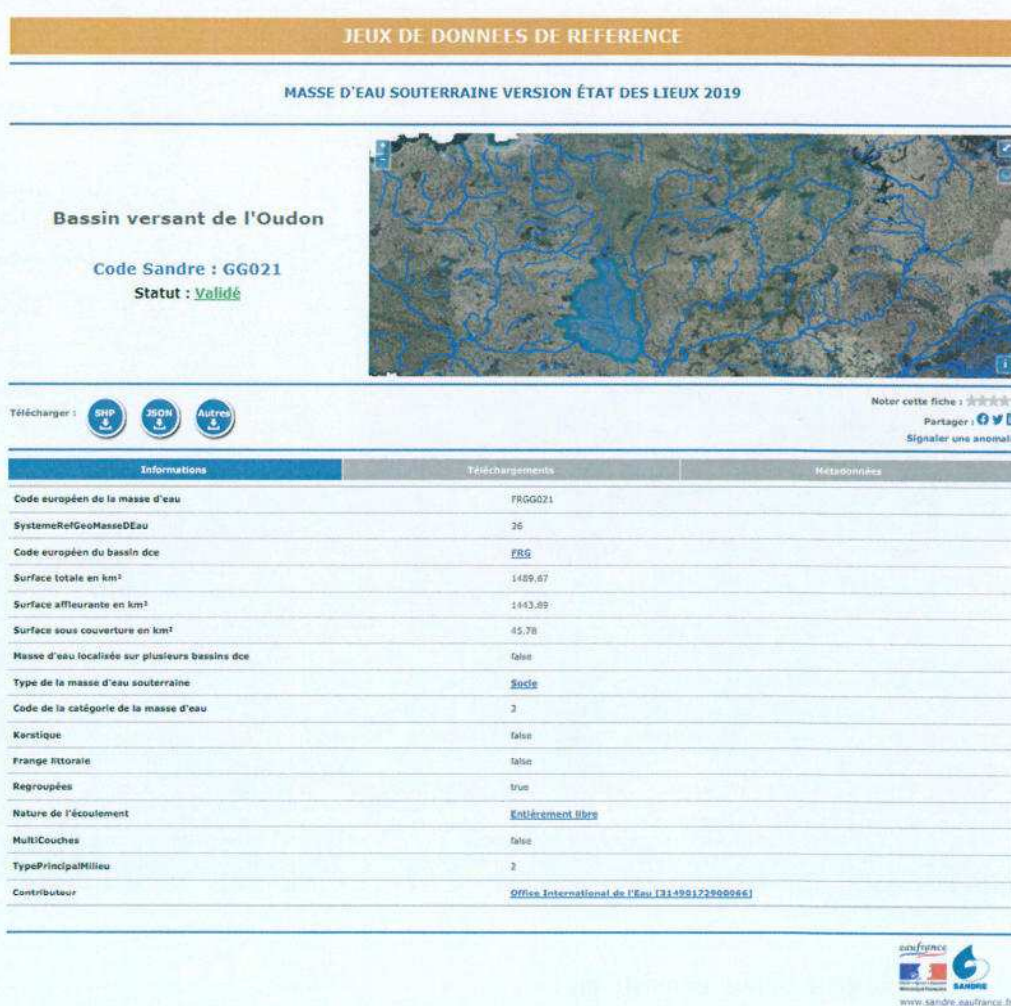 JEUX DE DONNEES DE REFERENCE
MASSE D'EAU SOUTERRAINE VERSION ÉTAT DES LIEUX 2019
Bassin versant de l'Oudon
Code Sandre : GG021
Statut : Validé
Télécharger :
SHP
JSON
Autres
Noter cette fiche :
Partager :
Signaler une anomali
Informations
Téléchargements
Métadonnées
Code européen de la masse d'eau FRGG021
SystemeRefGeoMasseDEau 26
Code européen du bassin dce FRG
Surface totale en km² 1489.67
Surface affleurante en km² 1443.89
Surface sous couverture en km² 45.78
Masse d'eau localisée sur plusieurs bassins dce false
Type de la masse d'eau souterraine Socle
Code de la catégorie de la masse d'eau 2
Karstique false
Frange littorale false
Regroupées true
Nature de l'écoulement Entièrement libre
MultiCouches false
TypePrincipalMilieu 2
Contributeur Office International de l'Eau [31490172900066]
eaufrance
SANDRE
www.sandre.eaufrance.fr